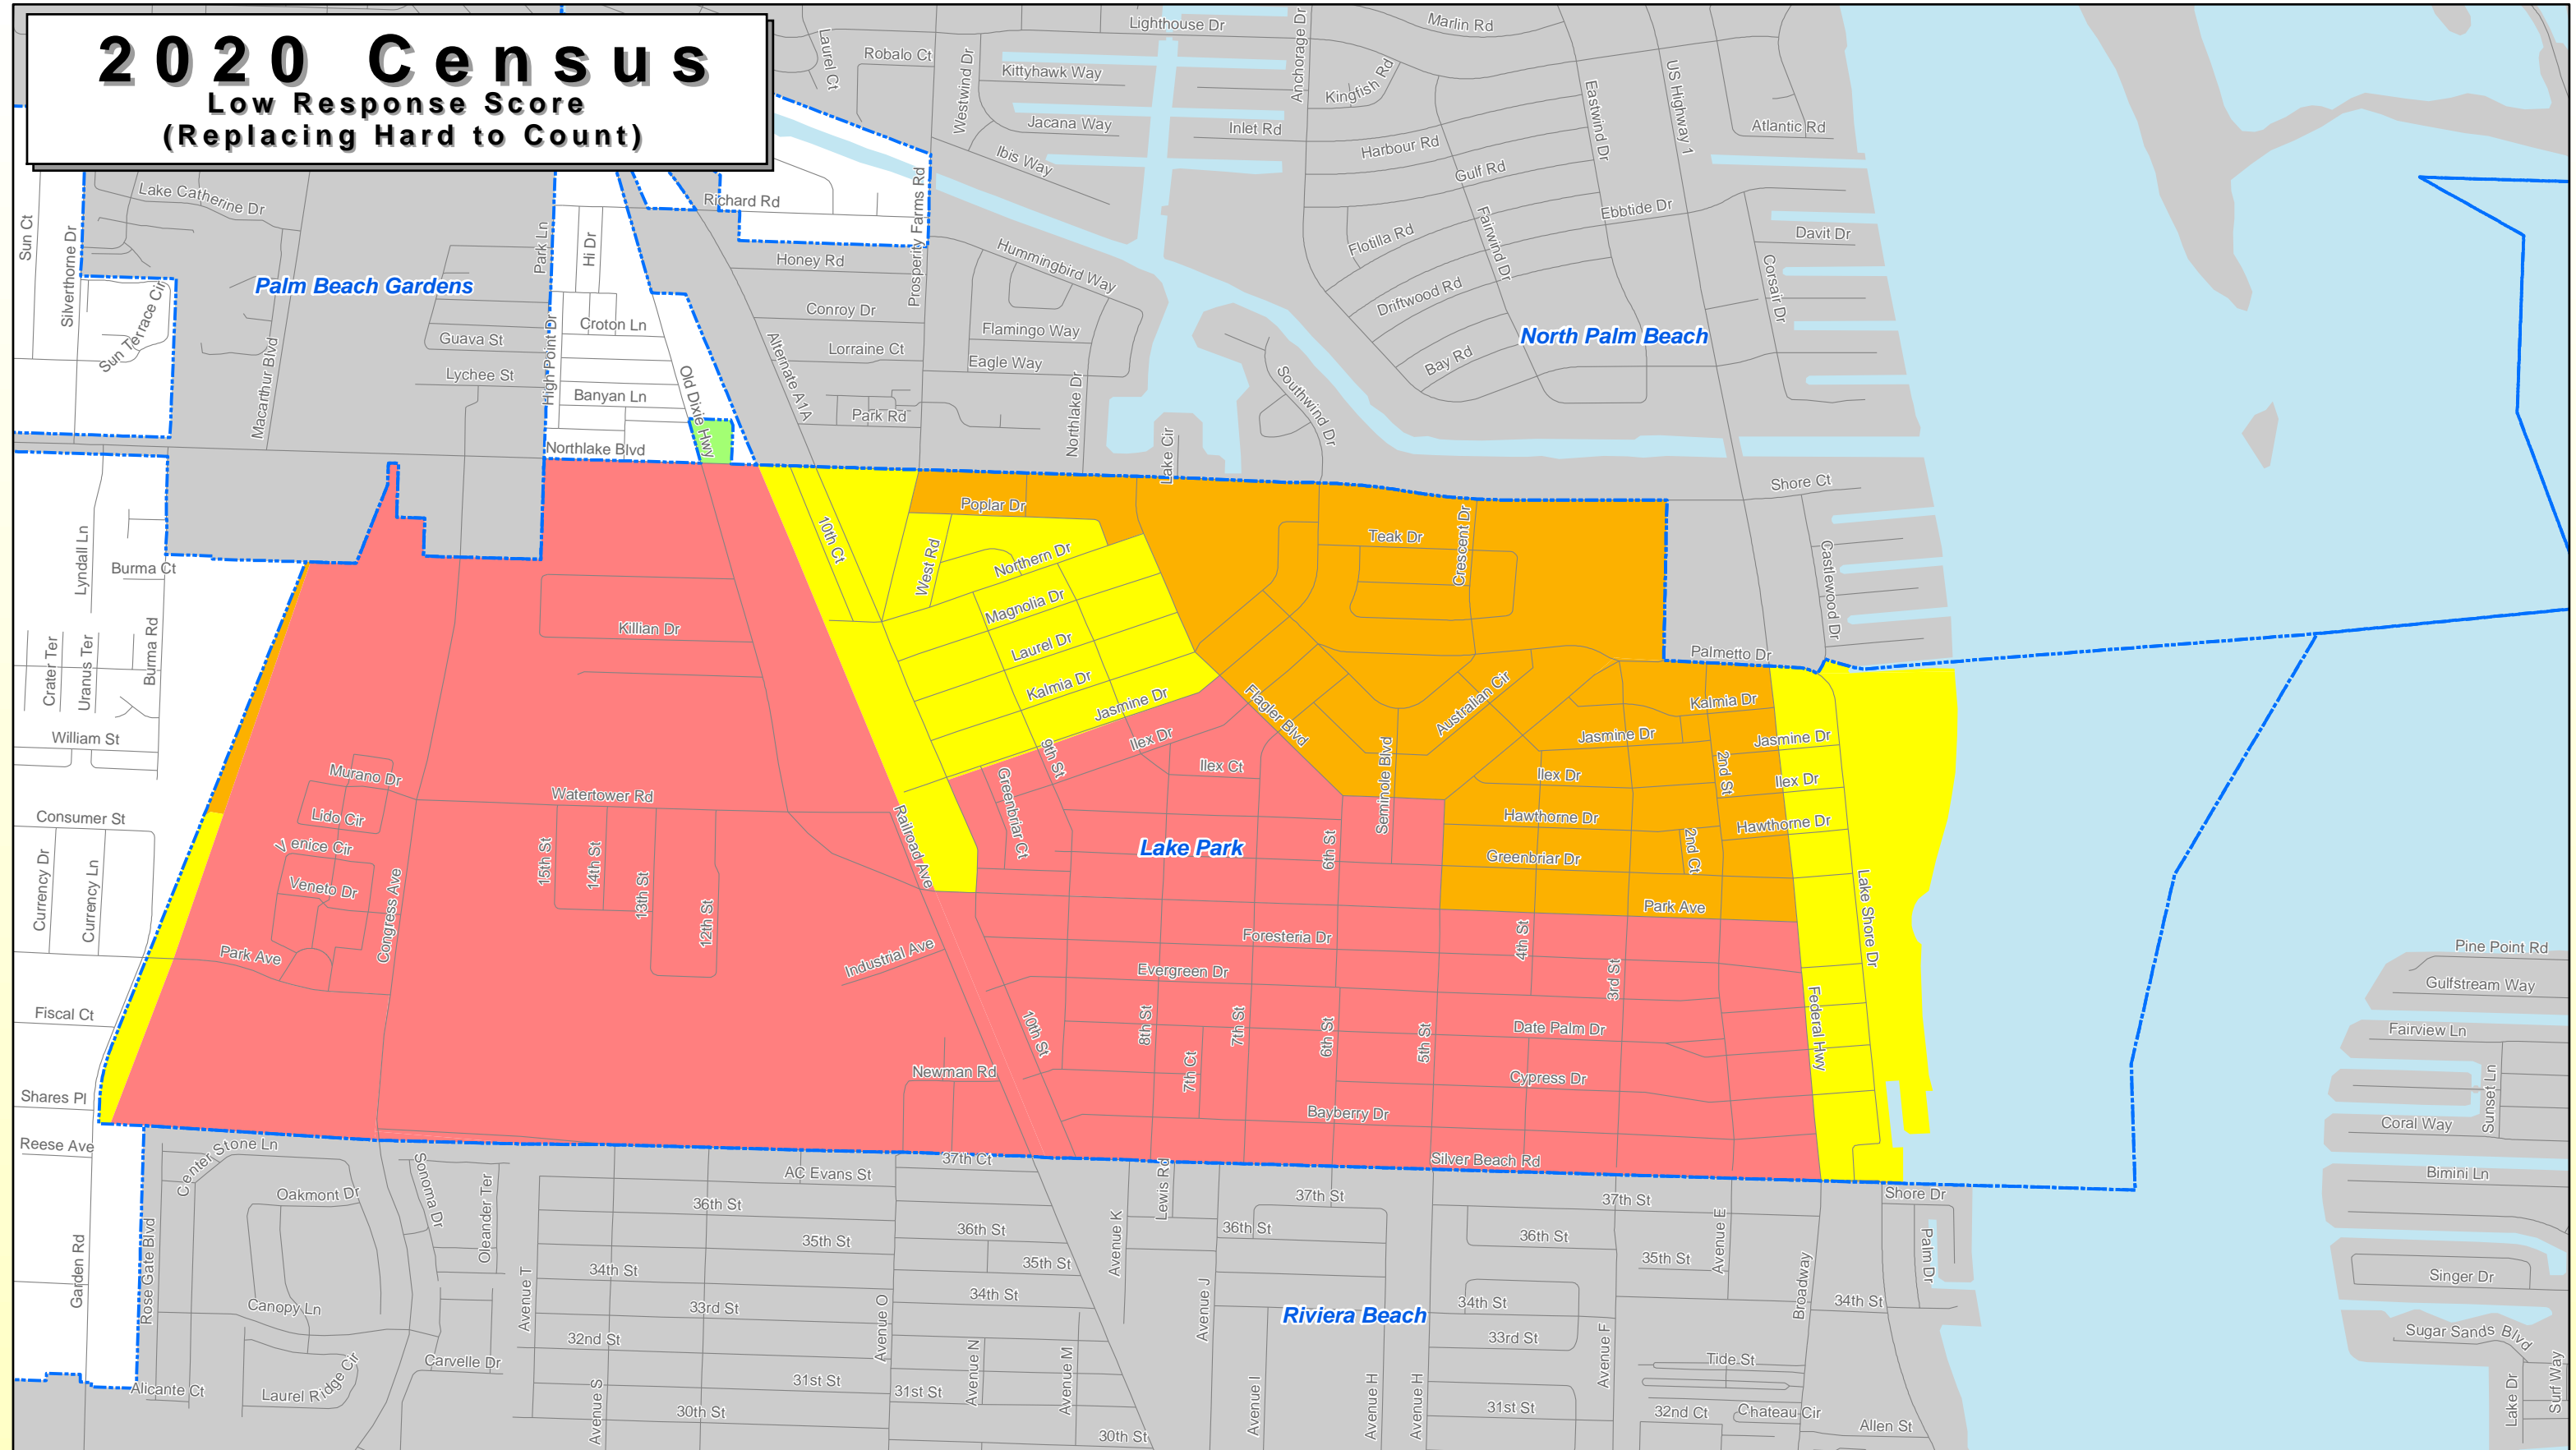 2020 Census
Low Response Score
(Replacing Hard to Count)
Laurel Ct
Robalo Ct
Westwind Dr
Kittyhawk Way
Jacana Way
Ibis Way
Lighthouse Dr
Anchorage Dr
Inlet Rd
Marlin Rd
Kingfish Rd
Harbour Rd
Gulf Rd
Eastwind Dr
US Highway 1
Atlantic Rd
Ebbtide Dr
Fairwind Dr
Flotilla Rd
Driftwood Rd
Bay Rd
Davit Dr
Corsair Dr
North Palm Beach
Sun Ct
Silverthorne Dr
Lake Catherine Dr
Palm Beach Gardens
Sun Terrace Cir
Macarthur Blvd
Guava St
Lychee St
Park Ln
Hi Dr
High Point Dr
Croton Ln
Banyan Ln
Northlake Blvd
Old Dixie Hwy
Richard Rd
Honey Rd
Prosperity Farms Rd
Conroy Dr
Lorraine Ct
Alternate A1A
Park Rd
Hummingbird Way
Flamingo Way
Eagle Way
Northlake Dr
Lake Cir
Southwind Dr
Shore Ct
Castlewood Dr
Palmetto Dr
Lyndall Ln
Burma Ct
Burma Rd
Crater Ter
Uranus Ter
William St
Consumer St
Currency Dr
Currency Ln
Fiscal Ct
Shares Pl
Reese Ave
Garden Rd
Killian Dr
10th Ct
West Rd
Poplar Dr
Northern Dr
Magnolia Dr
Laurel Dr
Kalmia Dr
Jasmine Dr
Teak Dr
Crescent Dr
Flagler Blvd
Australian Cir
Seminole Blvd
Kalmia Dr
Jasmine Dr
Jasmine Dr
Ilex Dr
Ilex Dr
2nd St
Hawthorne Dr
Hawthorne Dr
Greenbriar Dr
2nd Ct
Park Ave
Lake Shore Dr
Federal Hwy
Murano Dr
Lido Cir
Venice Cir
Veneto Dr
Park Ave
Congress Ave
Watertower Rd
15th St
14th St
13th St
12th St
Railroad Ave
Industrial Ave
Newman Rd
9th St
Greenbriar Ct
Ilex Dr
Ilex Ct
Lake Park
6th St
Foresteria Dr
Evergreen Dr
4th St
3rd St
10th St
8th St
7th Ct
7th St
6th St
5th St
Date Palm Dr
Cypress Dr
Bayberry Dr
Silver Beach Rd
Center Stone Ln
Oakmont Dr
Sonoma Dr
Oleander Ter
Rose Gate Blvd
Canopy Ln
Carvelle Dr
Laurel Ridge Cir
Alicante Ct
37th Ct
AC Evans St
36th St
35th St
34th St
33rd St
32nd St
31st St
30th St
Avenue T
Avenue S
Avenue O
36th St
35th St
34th St
31st St
30th St
Avenue N
Avenue M
Avenue K
Lewis Rd
Avenue J
37th St
36th St
Riviera Beach
Avenue I
Avenue H
Avenue H
37th St
36th St
35th St
34th St
33rd St
31st St
Avenue F
Avenue E
Tide St
32nd Ct
Chateau Cir
Broadway
34th St
Allen St
Shore Dr
Palm Dr
Pine Point Rd
Gulfstream Way
Fairview Ln
Sunset Ln
Coral Way
Bimini Ln
Singer Dr
Sugar Sands Blvd
Lake Dr
Surf Way